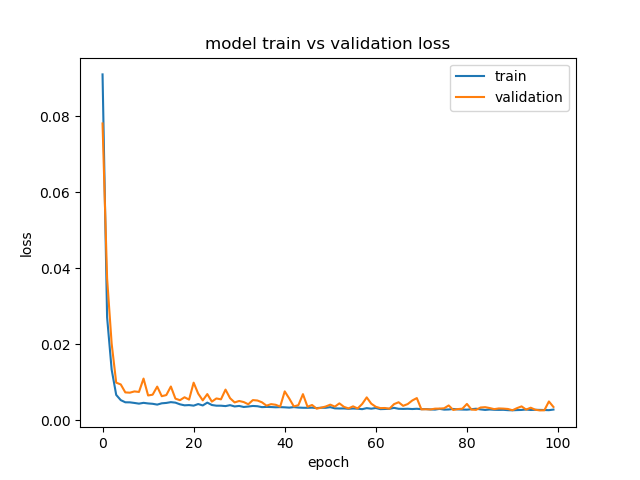 model train vs validation loss
train
validation
0.08
0.06
0.04
0.02
0.00
loss
0 20 40 60 80 100
epoch